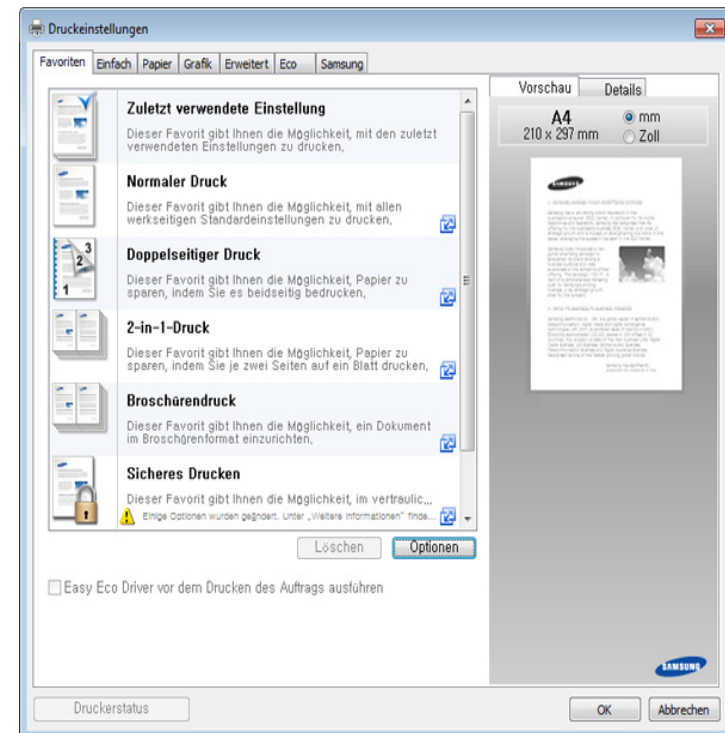 Druckeinstellungen
Favoriten Einfach Papier Grafik Erweitert Eco Samsung
Zuletzt verwendete Einstellung
Dieser Favorit gibt Ihnen die Möglichkeit, mit den zuletzt
verwendeten Einstellungen zu drucken,
Normaler Druck
Dieser Favorit gibt Ihnen die Möglichkeit, mit allen
werkseitigen Standardeinstellungen zu drucken,
3
2
1
Doppelseitiger Druck
Dieser Favorit gibt Ihnen die Möglichkeit, Papier zu
sparen, indem Sie es beidseitig bedrucken,
2-in-1-Druck
Dieser Favorit gibt Ihnen die Möglichkeit, Papier zu
sparen, indem Sie je zwei Seiten auf ein Blatt drucken,
Broschürendruck
Dieser Favorit gibt Ihnen die Möglichkeit, ein Dokument
im Broschürenformat einzurichten,
Sicheres Drucken
Dieser Favorit gibt Ihnen die Möglichkeit, im vertraulic...
Einige Optionen wurden geändert. Unter „Weitere Informationen" finde...
Löschen Optionen
Easy Eco Driver vor dem Drucken des Auftrags ausführen
Vorschau Details
A4
210 x 297 mm
mm
Zoll
SAMSUNG
SAMSUNG
Druckerstatus
OK Abbrechen